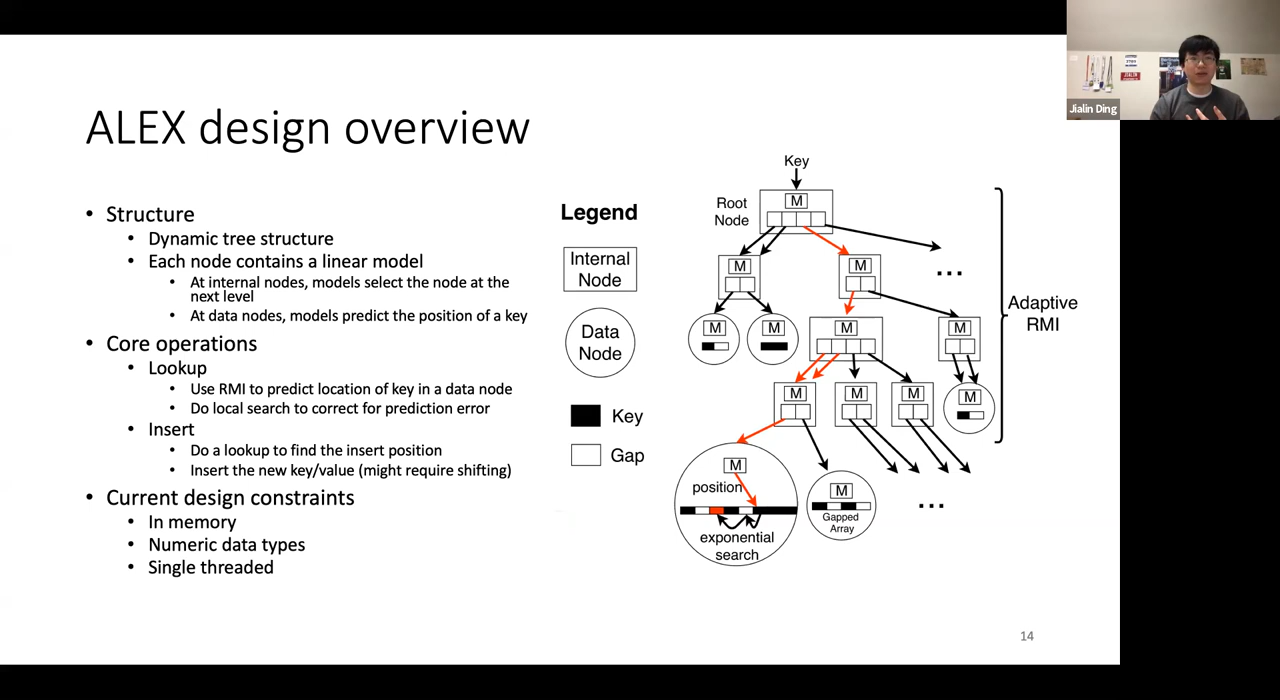 Jialin Ding
ALEX design overview
• Structure
• Dynamic tree structure
• Each node contains a linear model
• At internal nodes, models select the node at the
next level
• At data nodes, models predict the position of a key
• Core operations
• Lookup
• Use RMI to predict location of key in a data node
• Do local search to correct for prediction error
• Insert
• Do a lookup to find the insert position
• Insert the new key/value (might require shifting)
• Current design constraints
• In memory
• Numeric data types
• Single threaded
Legend
Internal
Node
Data
Node
Key
Gap
Key
Root
Node
M
M
M
...
M
M
M
M
Adaptive
RMI
M
M
M
M
M
position
exponential
search
M
Gapped
Array
...
14